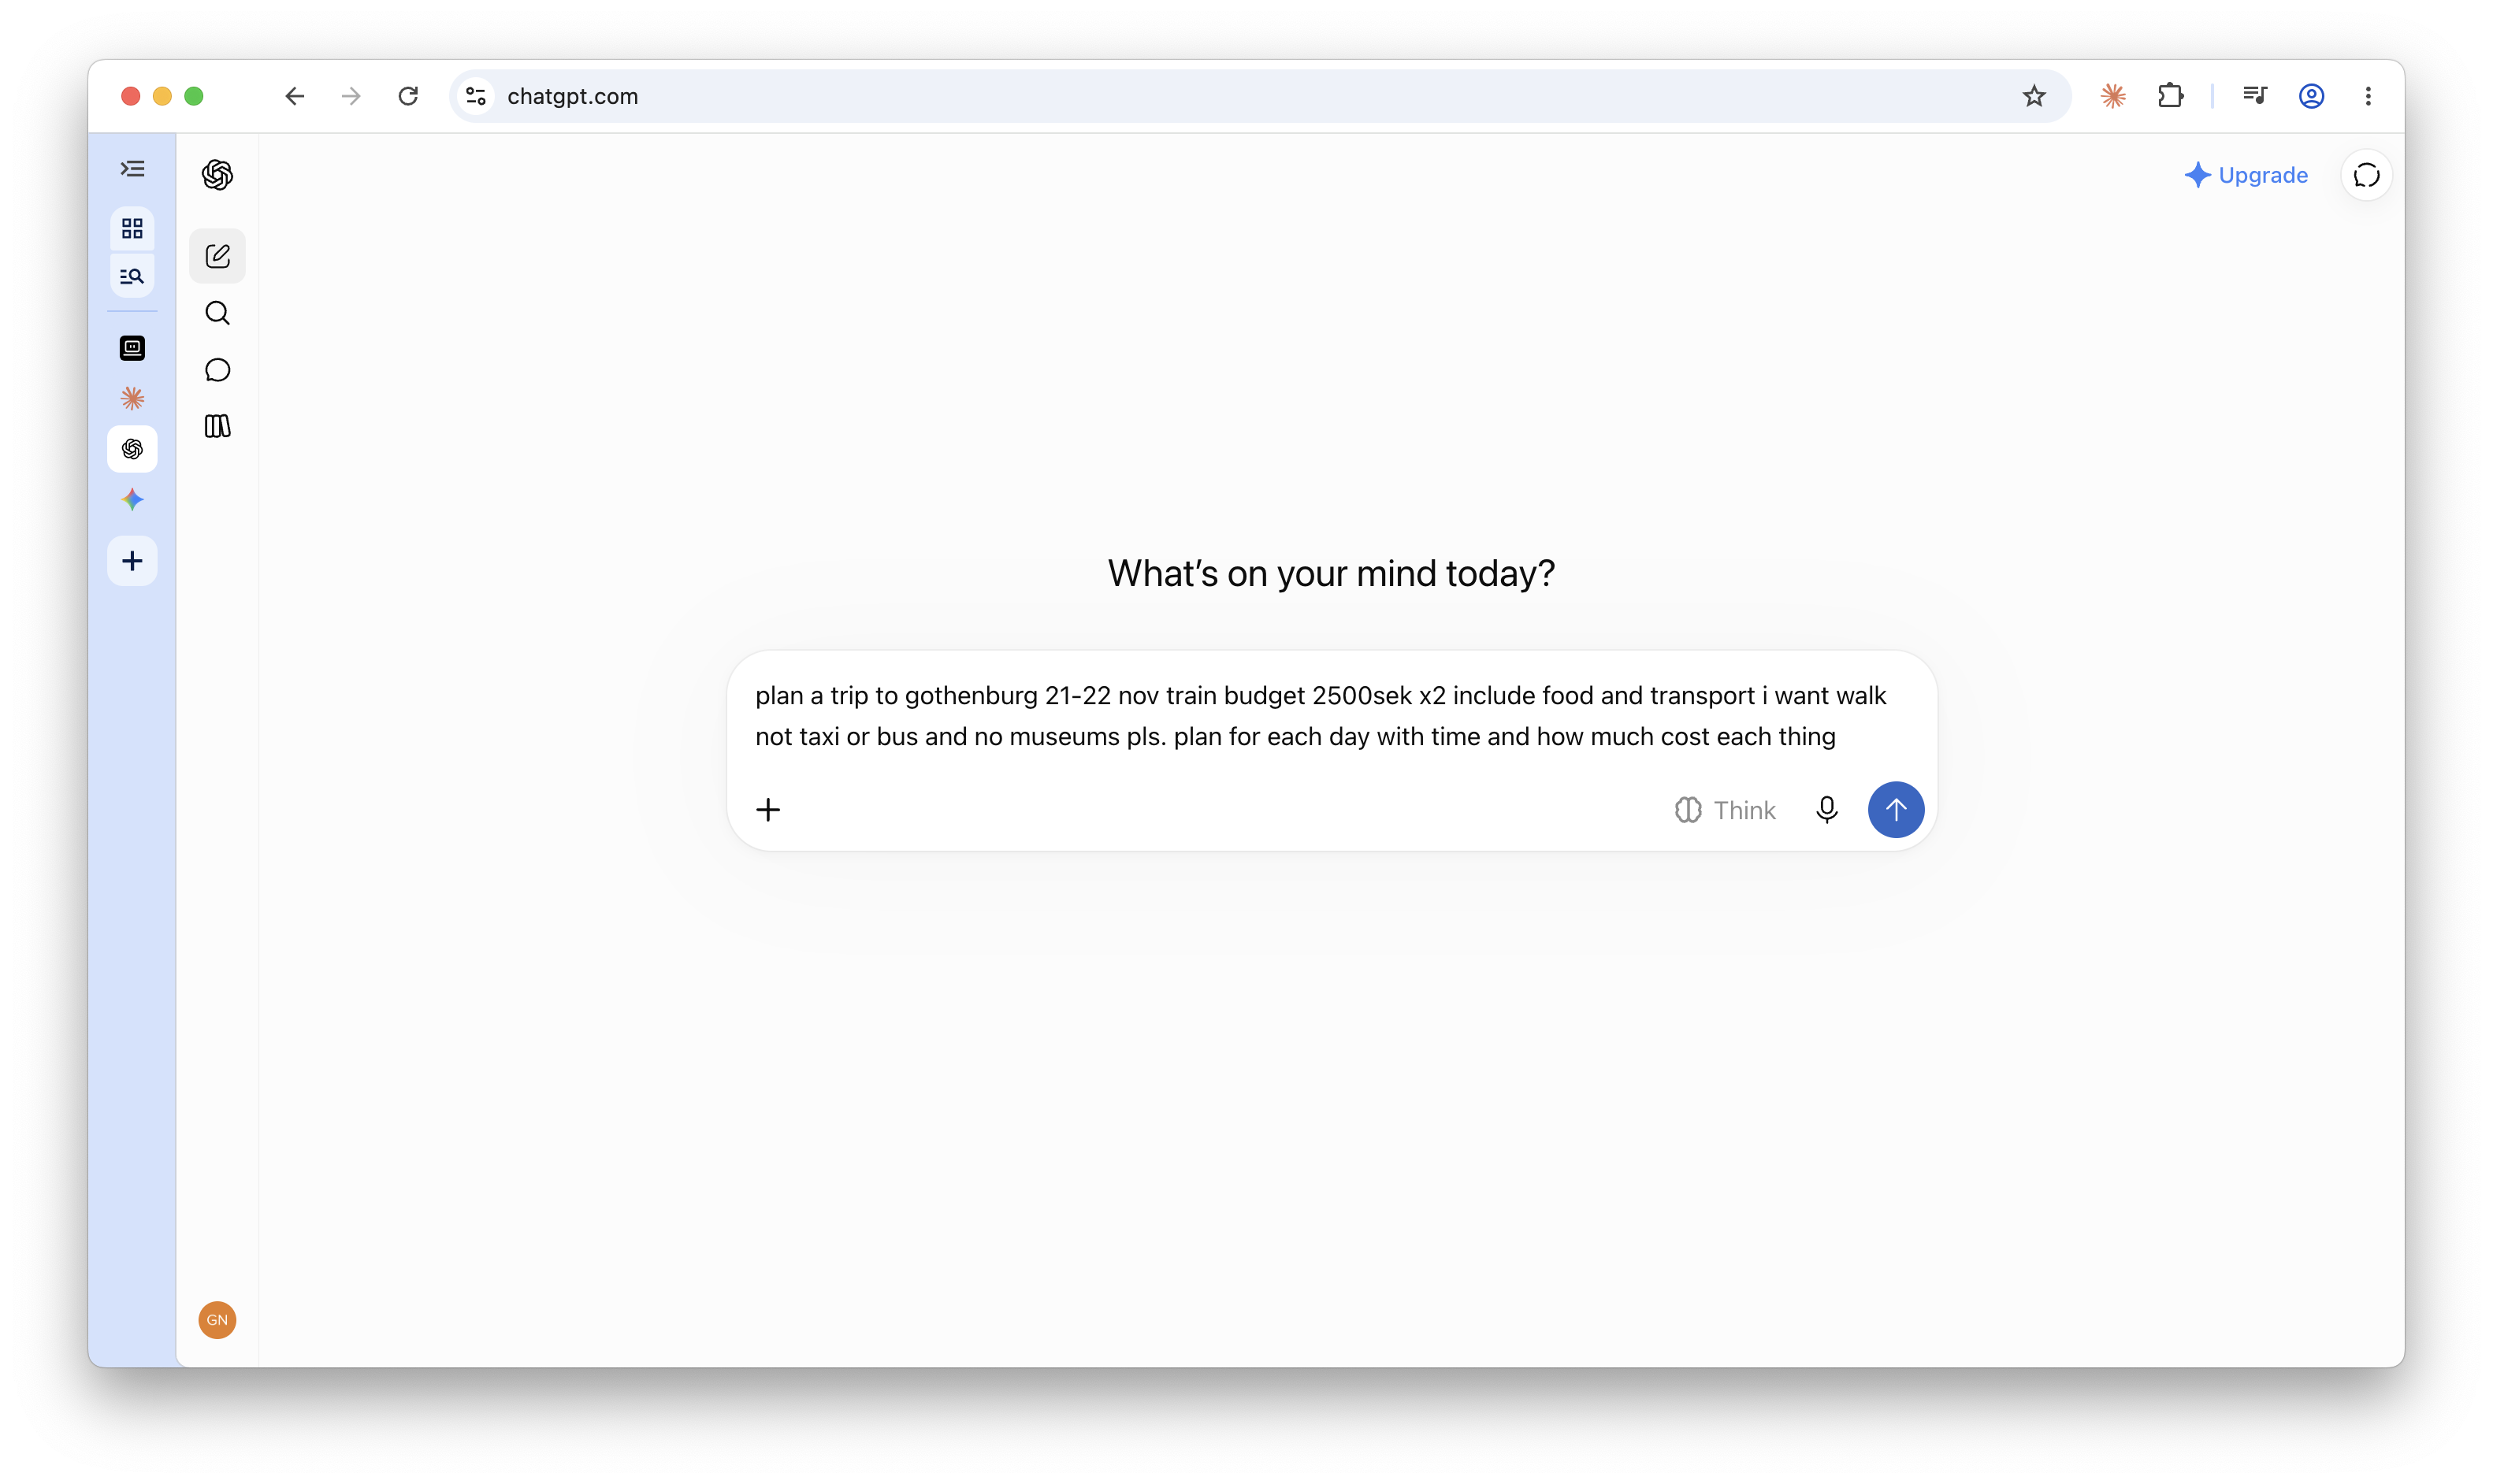 chatgpt.com
Upgrade
What’s on your mind today?
plan a trip to gothenburg 21-22 nov train budget 2500sek x2 include food and transport i want walk
not taxi or bus and no museums pls. plan for each day with time and how much cost each thing
Think
GN